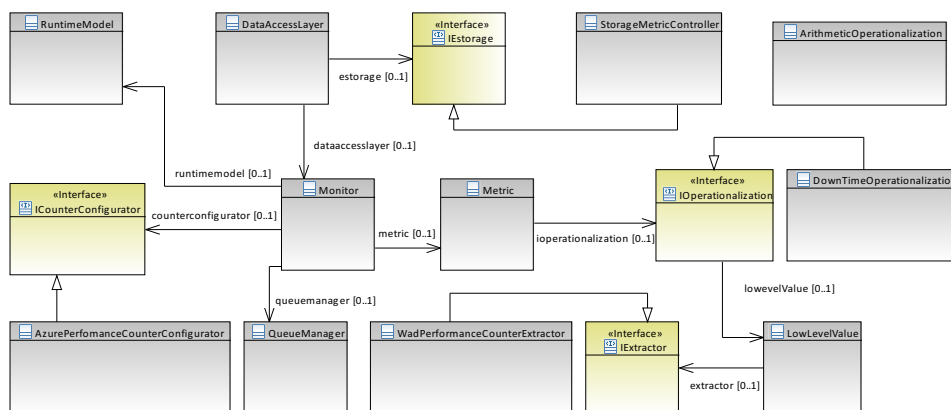 RuntimeModel
DataAccessLayer
«Interface»
IEstorage
StorageMetricController
ArithmeticOperationalization
estorage [0..1]
dataaccesslayer [0..1]
runtimemodel [0..1]
«Interface»
ICounterConfigurator
counterconfigurator [0..1]
Monitor
metric [0..1]
Metric
ioperationalization [0..1]
«Interface»
IOperationalization
DownTimeOperationalizatio
queuemanager [0..1]
lowevelValue [0..1]
AzurePerfomanceCounterConfigurator
QueueManager
WadPerformanceCounterExtractor
«Interface»
IExtractor
LowLevelValue
extractor [0..1]